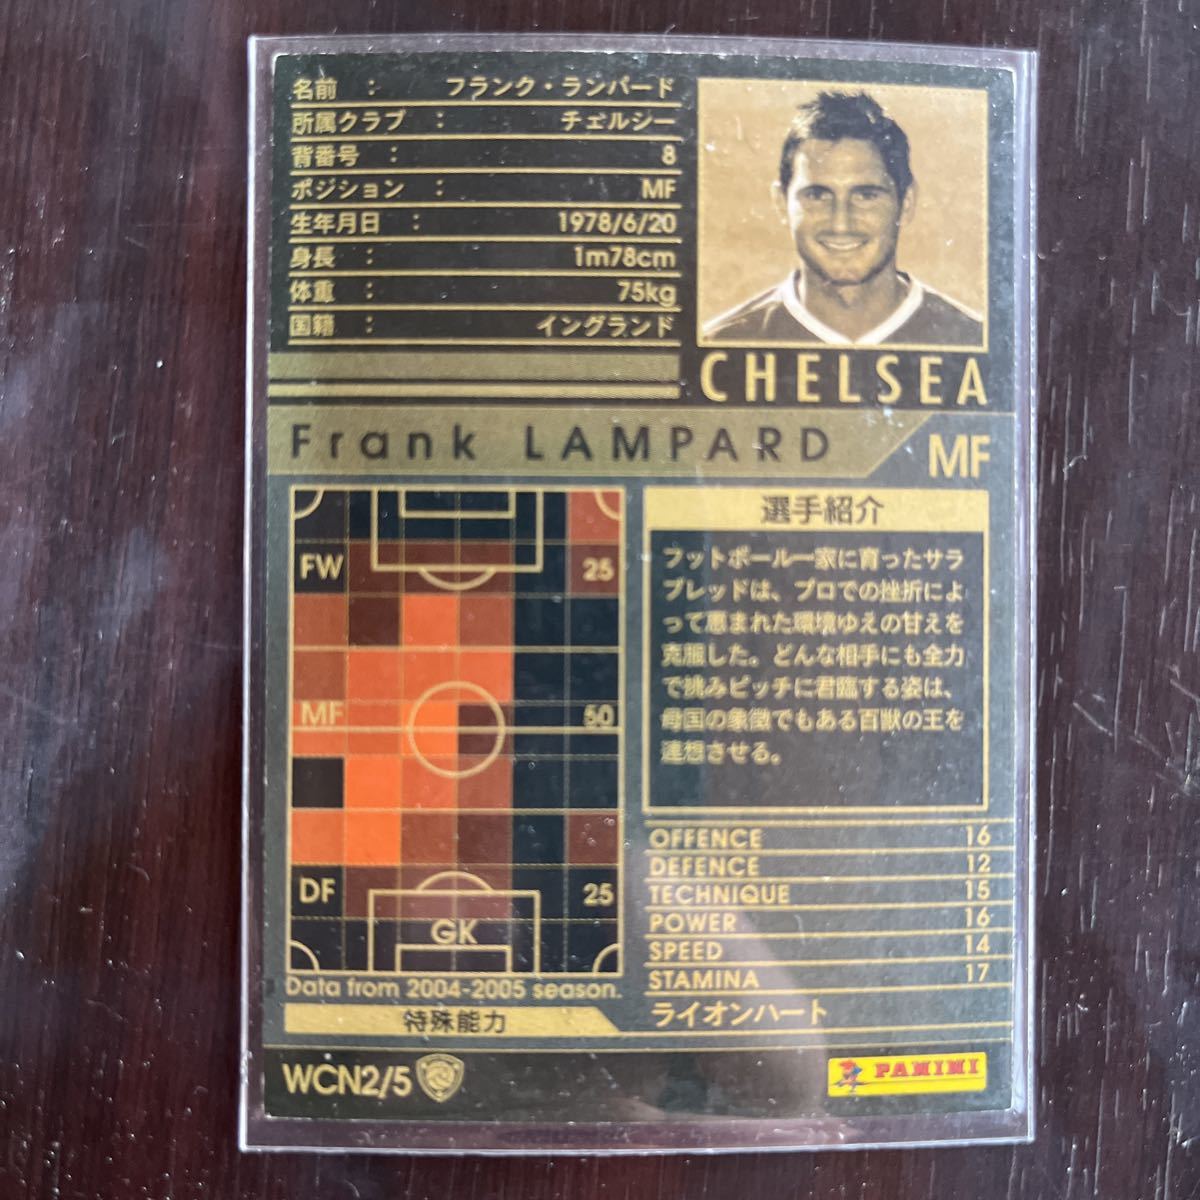 名前 : フランク・ランパード
所属クラブ : チェルシー
背番号 : 8
ポジション : MF
生年月日 : 1978/6/20
身長 : 1m78cm
体重 : 75kg
国籍 : イングランド
CHELSEA
Frank LAMPARD MF
FW 25
MF 50
DF 25
GK
Data from 2004-2005 season.
選手紹介
フットボール一家に育ったサラ
ブレッドは、プロでの挫折によ
って恵まれた環境ゆえの甘えを
克服した。どんな相手にも全力
で挑みピッチに君臨する姿は、
母国の象徴でもある百獣の王を
連想させる。
OFFENCE 16
DEFENCE 12
TECHNIQUE 15
POWER 16
SPEED 14
STAMINA 17
特殊能力 ライオンハート
WCN2/5
PANINI